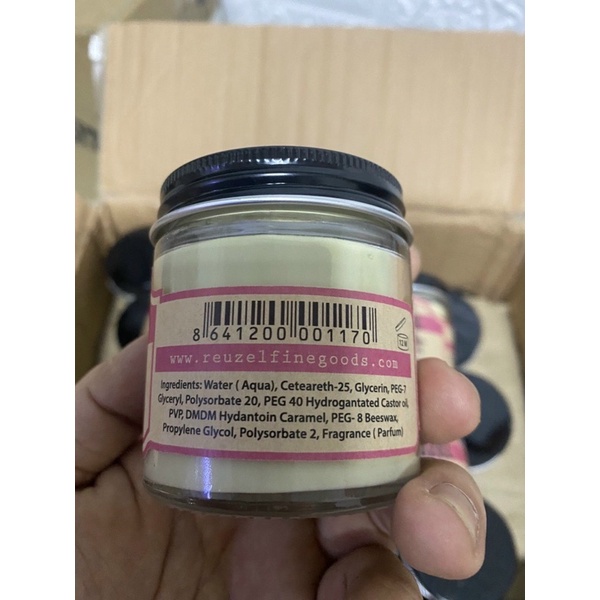 8 641200 001170
12 M
www.reuzelfinegoods.com
Ingredients: Water ( Aqua), Ceteareth-25, Glycerin, PEG-7
Glyceryl, Polysorbate 20, PEG 40 Hydrogantated Castor oil,
PVP, DMDM Hydantoin Caramel, PEG- 8 Beeswax,
Propylene Glycol, Polysorbate 2, Fragrance ( Parfum)